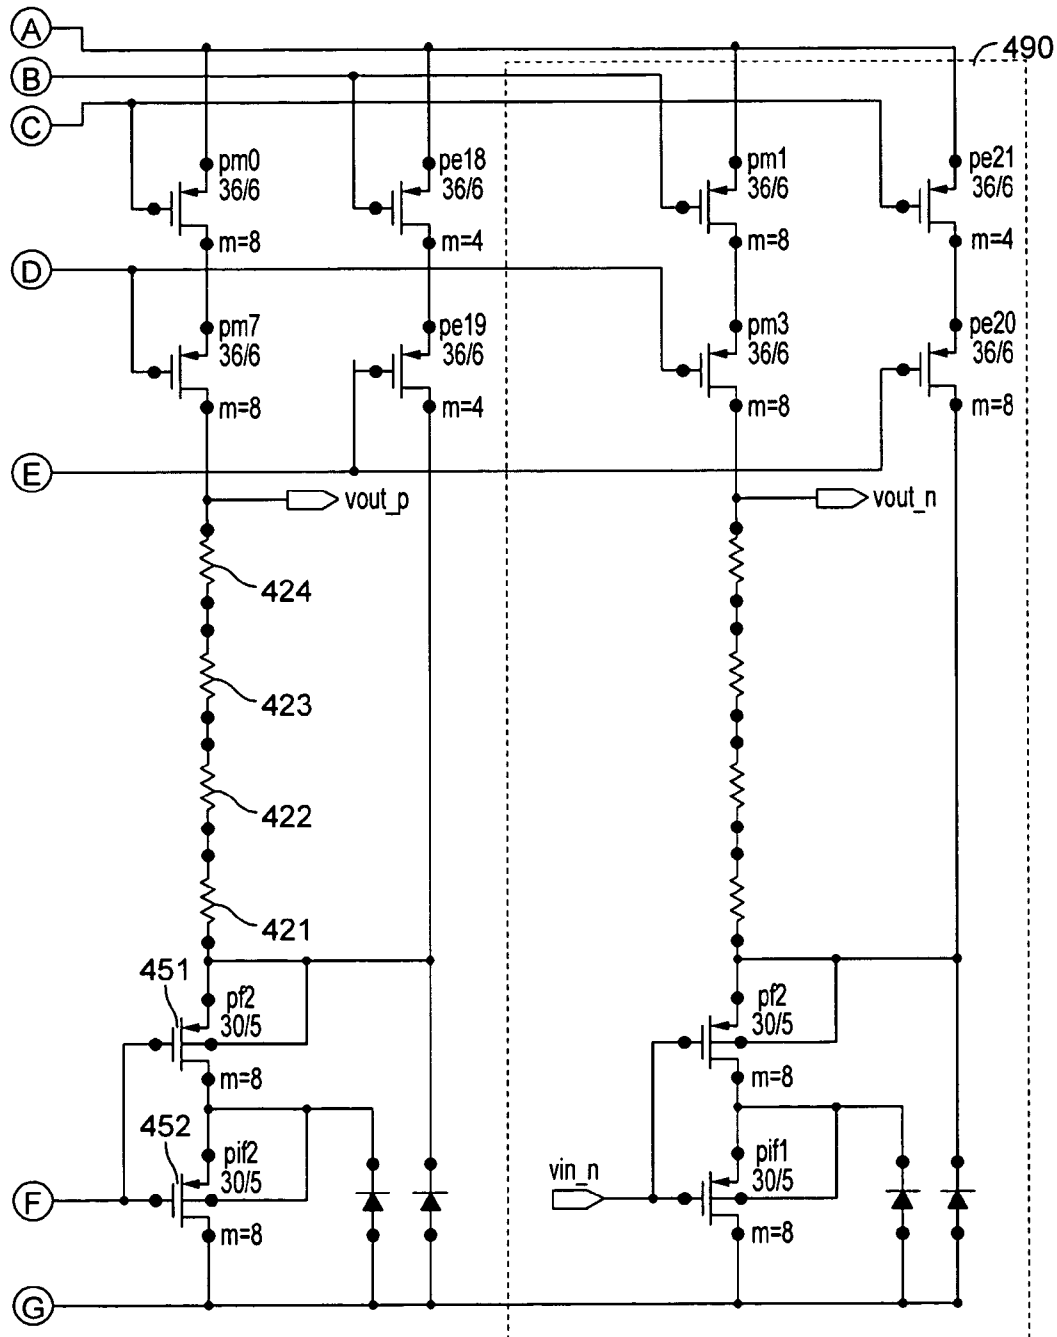 A
490
B
C
pm0
36/6
m=8
pe18
36/6
m=4
pm1
36/6
m=8
pe21
36/6
m=4
D
pm7
36/6
m=8
pe19
36/6
m=4
pm3
36/6
m=8
pe20
36/6
m=8
E
vout_p
vout_n
424
423
422
421
451
pf2
30/5
m=8
pf2
30/5
m=8
452
pif2
30/5
m=8
vin_n
pif1
30/5
m=8
F
G